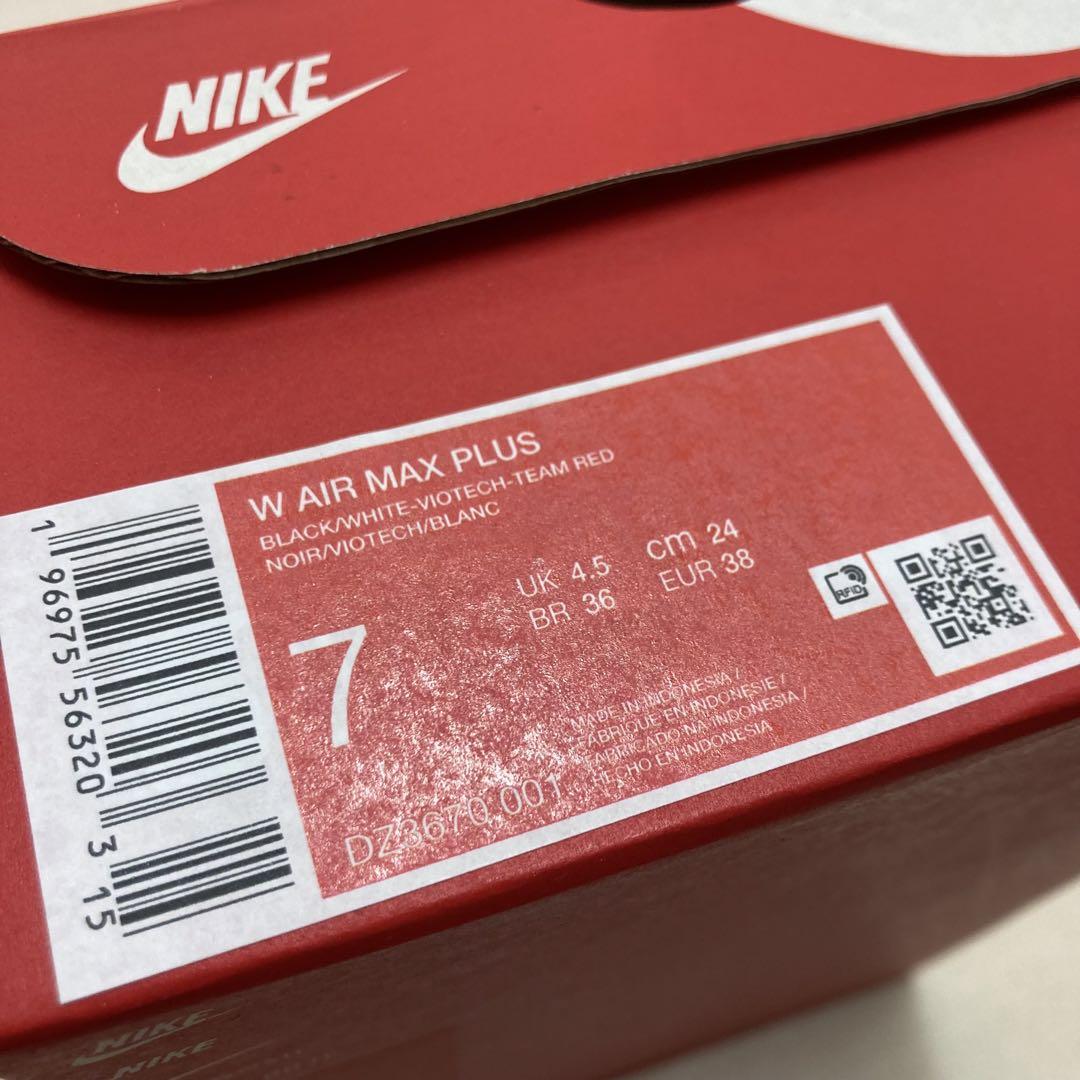 NIKE
W AIR MAX PLUS
BLACK/WHITE-VIOTECH-TEAM RED
NOIR/VIOTECH/BLANC
UK 4.5 cm 24
BR 36 EUR 38
7
RFID
MADE IN INDONESIA /
FABRIQUE EN INDONESIE /
FABRICADO NA INDONESIA /
HECHO EN INDONESIA
DZ3670 001
1 96975 56320 3 15
NIKE
NIKE